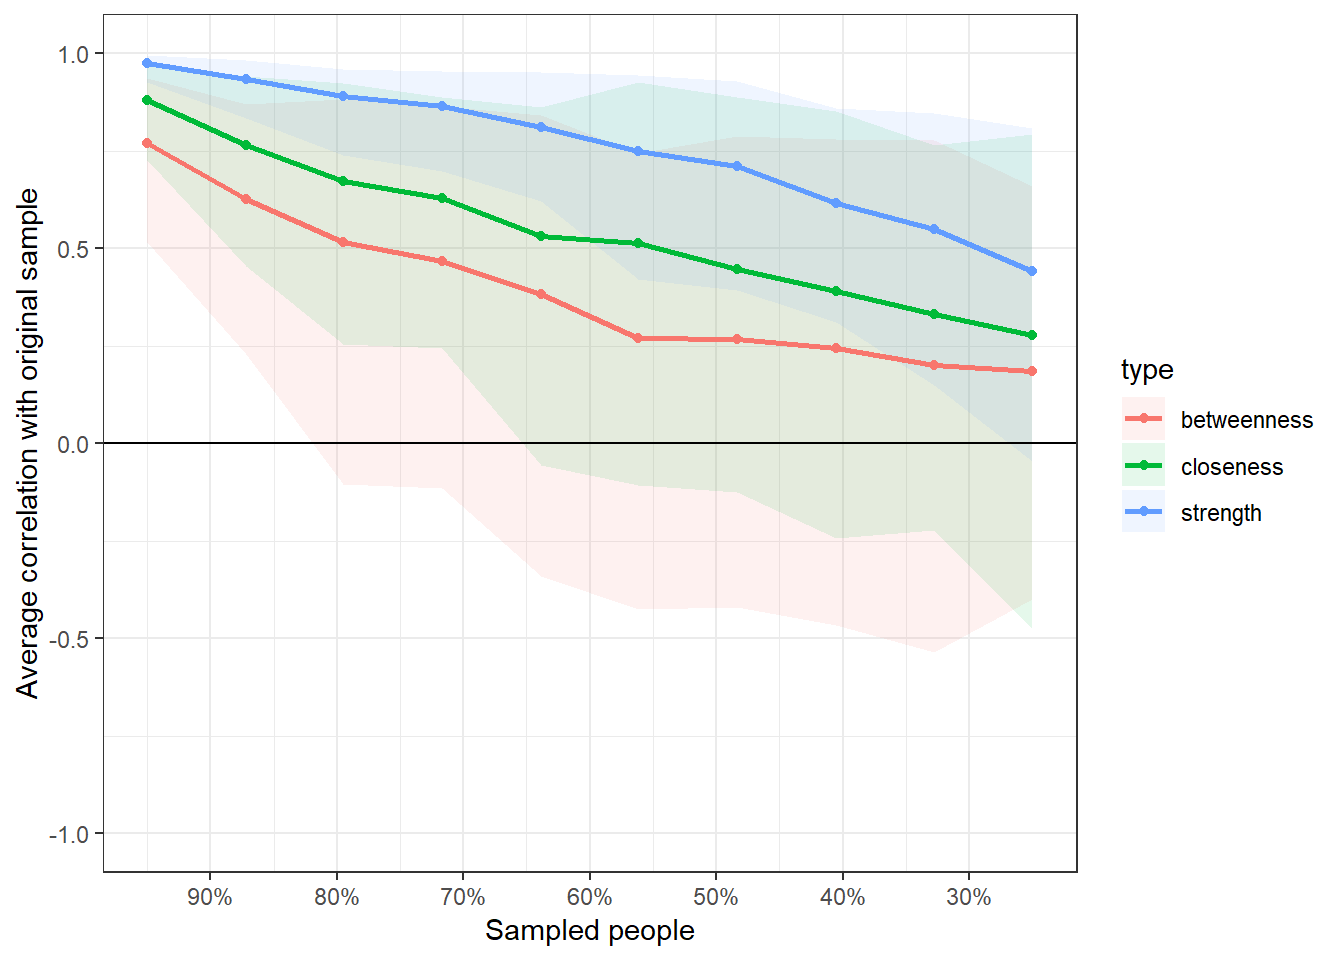 1.0
0.5
0.0
-0.5
-1.0
Average correlation with original sample
90% 80% 70% 60% 50% 40% 30%
Sampled people
type
betweenness
closeness
strength